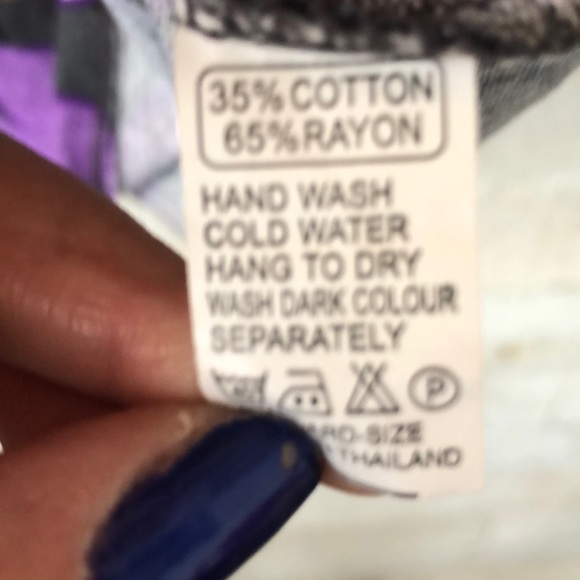 35% COTTON
65% RAYON
HAND WASH
COLD WATER
HANG TO DRY
WASH DARK COLOUR
SEPARATELY
P
THAILAND